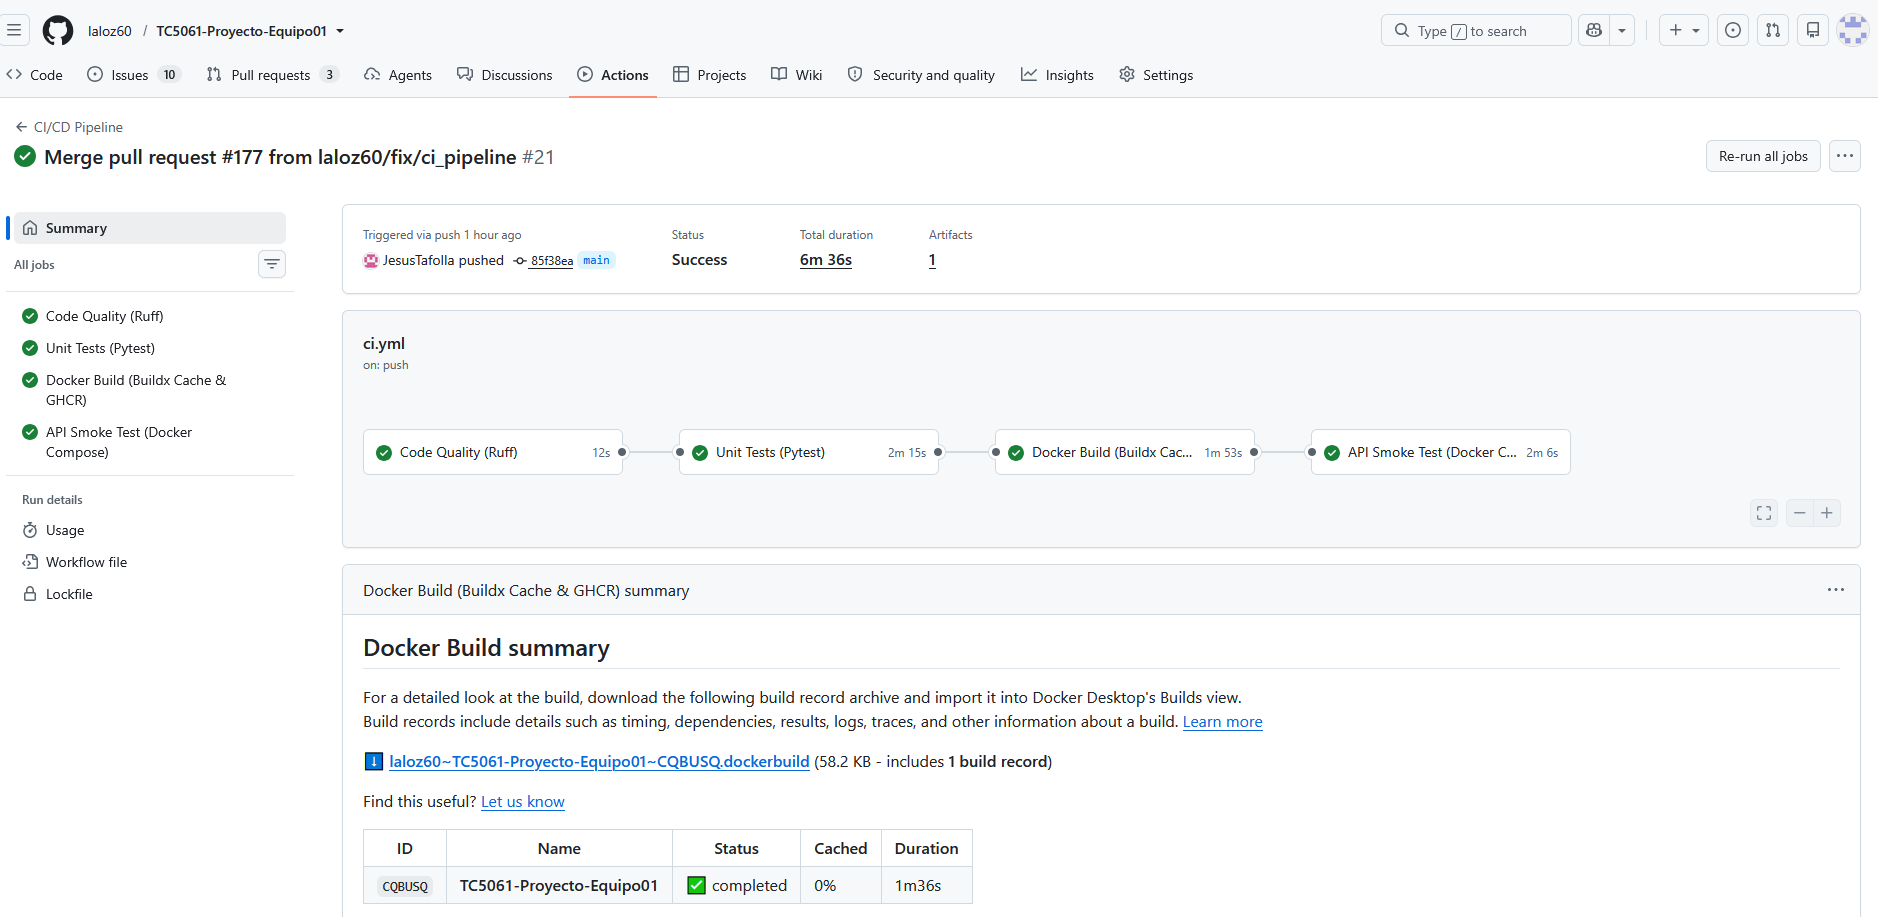 laloz60 / TC5061-Proyecto-Equipo01
Type / to search
Code
Issues 10
Pull requests 3
Agents
Discussions
Actions
Projects
Wiki
Security and quality
Insights
Settings
CI/CD Pipeline
Merge pull request #177 from laloz60/fix/ci_pipeline #21
Re-run all jobs
Summary
All jobs
Code Quality (Ruff)
Unit Tests (Pytest)
Docker Build (Buildx Cache &
GHCR)
API Smoke Test (Docker
Compose)
Run details
Usage
Workflow file
Lockfile
Triggered via push 1 hour ago
JesusTafolla pushed 85f38ea main
Status
Success
Total duration
6m 36s
Artifacts
1
ci.yml
on: push
Code Quality (Ruff) 12s
Unit Tests (Pytest) 2m 15s
Docker Build (Buildx Cac... 1m 53s
API Smoke Test (Docker C... 2m 6s
Docker Build (Buildx Cache & GHCR) summary
Docker Build summary
For a detailed look at the build, download the following build record archive and import it into Docker Desktop's Builds view.
Build records include details such as timing, dependencies, results, logs, traces, and other information about a build. Learn more
laloz60~TC5061-Proyecto-Equipo01~CQBUSQ.dockerbuild (58.2 KB - includes 1 build record)
Find this useful? Let us know
ID Name Status Cached Duration
CQBUSQ TC5061-Proyecto-Equipo01 completed 0% 1m36s